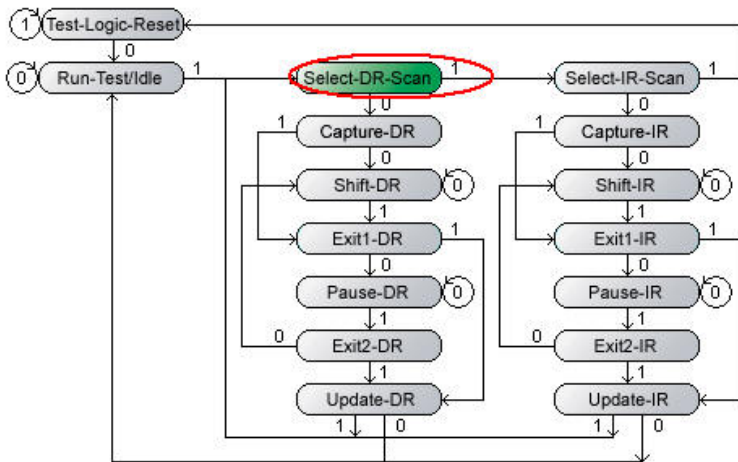 1 Test-Logic-Reset
0
0 Run-Test/Idle 1 Select-DR-Scan 1 Select-IR-Scan 1
0 0
1 Capture-DR 1 Capture-IR
0 0
Shift-DR 0 Shift-IR 0
1 1
Exit1-DR 1 Exit1-IR 1
0 0
Pause-DR 0 Pause-IR 0
1 1
0 Exit2-DR 0 Exit2-IR
1 1
Update-DR Update-IR
1 0 1 0